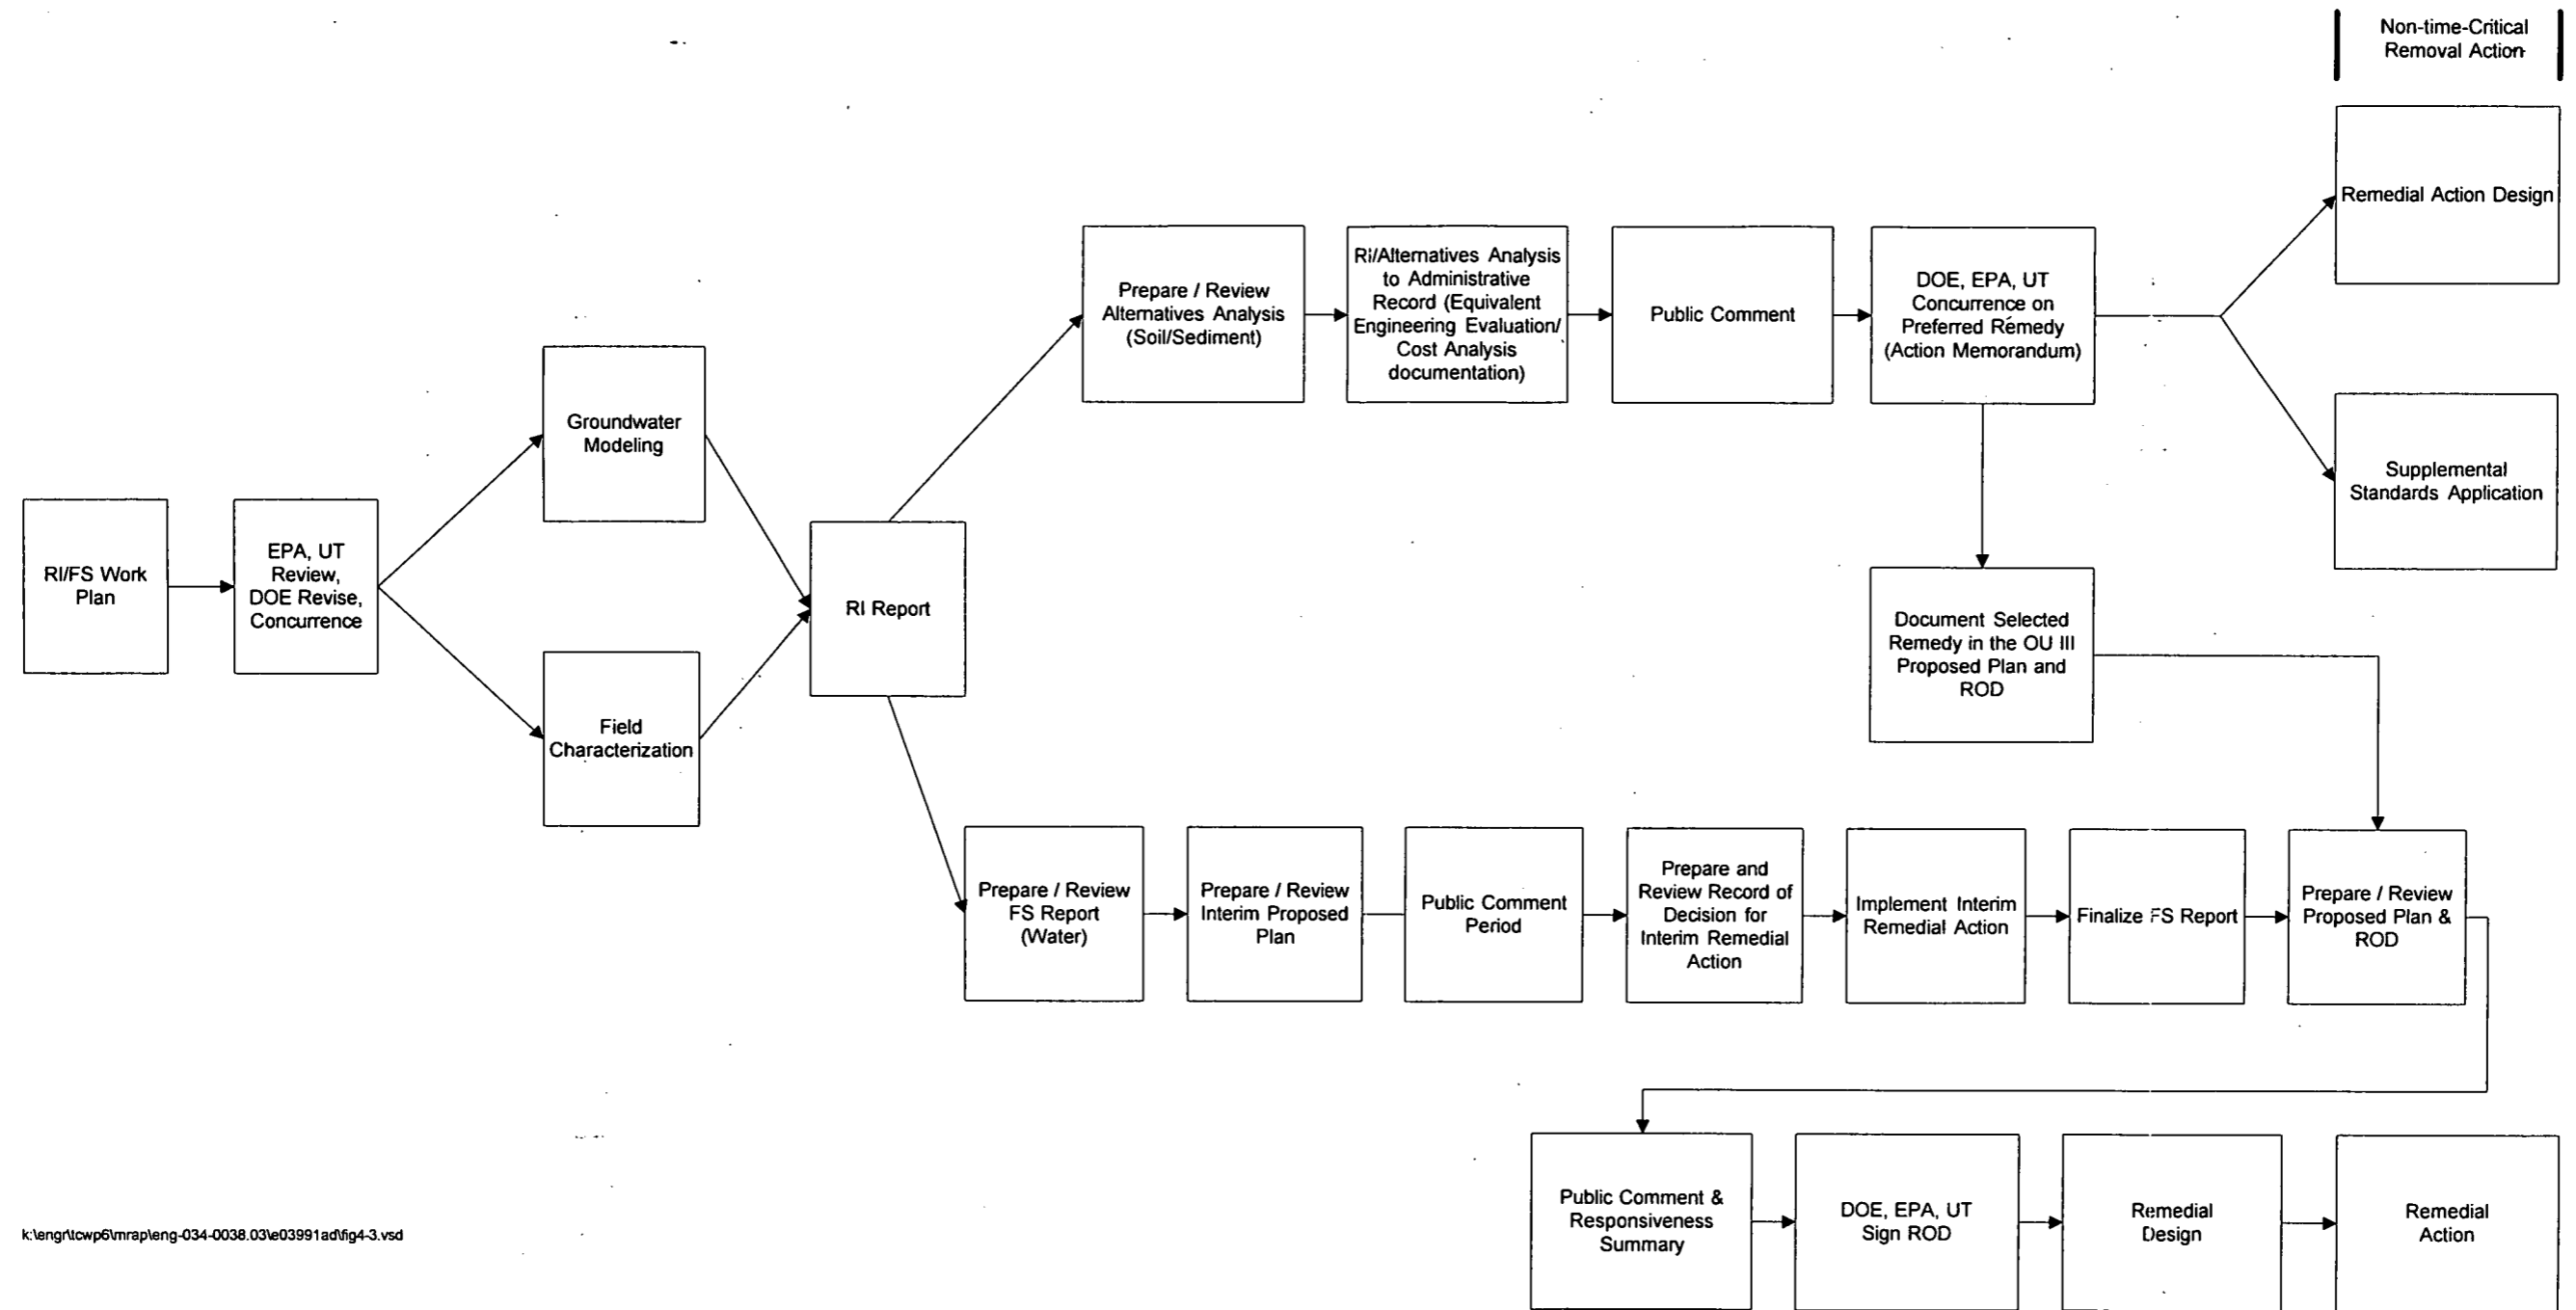 Non-time-Critical
Removal Action
Remedial Action Design
Prepare / Review
Alternatives Analysis
(Soil/Sediment)
RI/Alternatives Analysis
to Administrative
Record (Equivalent
Engineering Evaluation/
Cost Analysis
documentation)
Public Comment
DOE, EPA, UT
Concurrence on
Preferred Remedy
(Action Memorandum)
Supplemental
Standards Application
Groundwater
Modeling
RI/FS Work
Plan
EPA, UT
Review,
DOE Revise,
Concurrence
RI Report
Field
Characterization
Document Selected
Remedy in the OU III
Proposed Plan and
ROD
Prepare / Review
FS Report
(Water)
Prepare / Review
Interim Proposed
Plan
Public Comment
Period
Prepare and
Review Record of
Decision for
Interim Remedial
Action
Implement Interim
Remedial Action
Finalize FS Report
Prepare / Review
Proposed Plan &
ROD
Public Comment &
Responsiveness
Summary
DOE, EPA, UT
Sign ROD
Remedial
Design
Remedial
Action
k:\engr\tcwp6\mrap\eng-034-0038.03\e03991ad\fig4-3.vsd